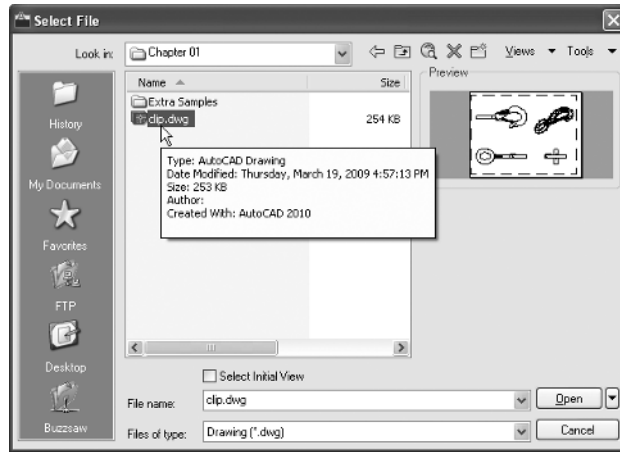 Select File
Look in: Chapter 01 Views Tools
Name Size Preview
Extra Samples
clip.dwg 254 KB
Type: AutoCAD Drawing
Date Modified: Thursday, March 19, 2009 4:57:13 PM
Size: 253 KB
Author:
Created With: AutoCAD 2010
History
My Documents
Favorites
FTP
Desktop
Buzzsaw
Select Initial View
File name: clip.dwg Open
Files of type: Drawing (*.dwg) Cancel